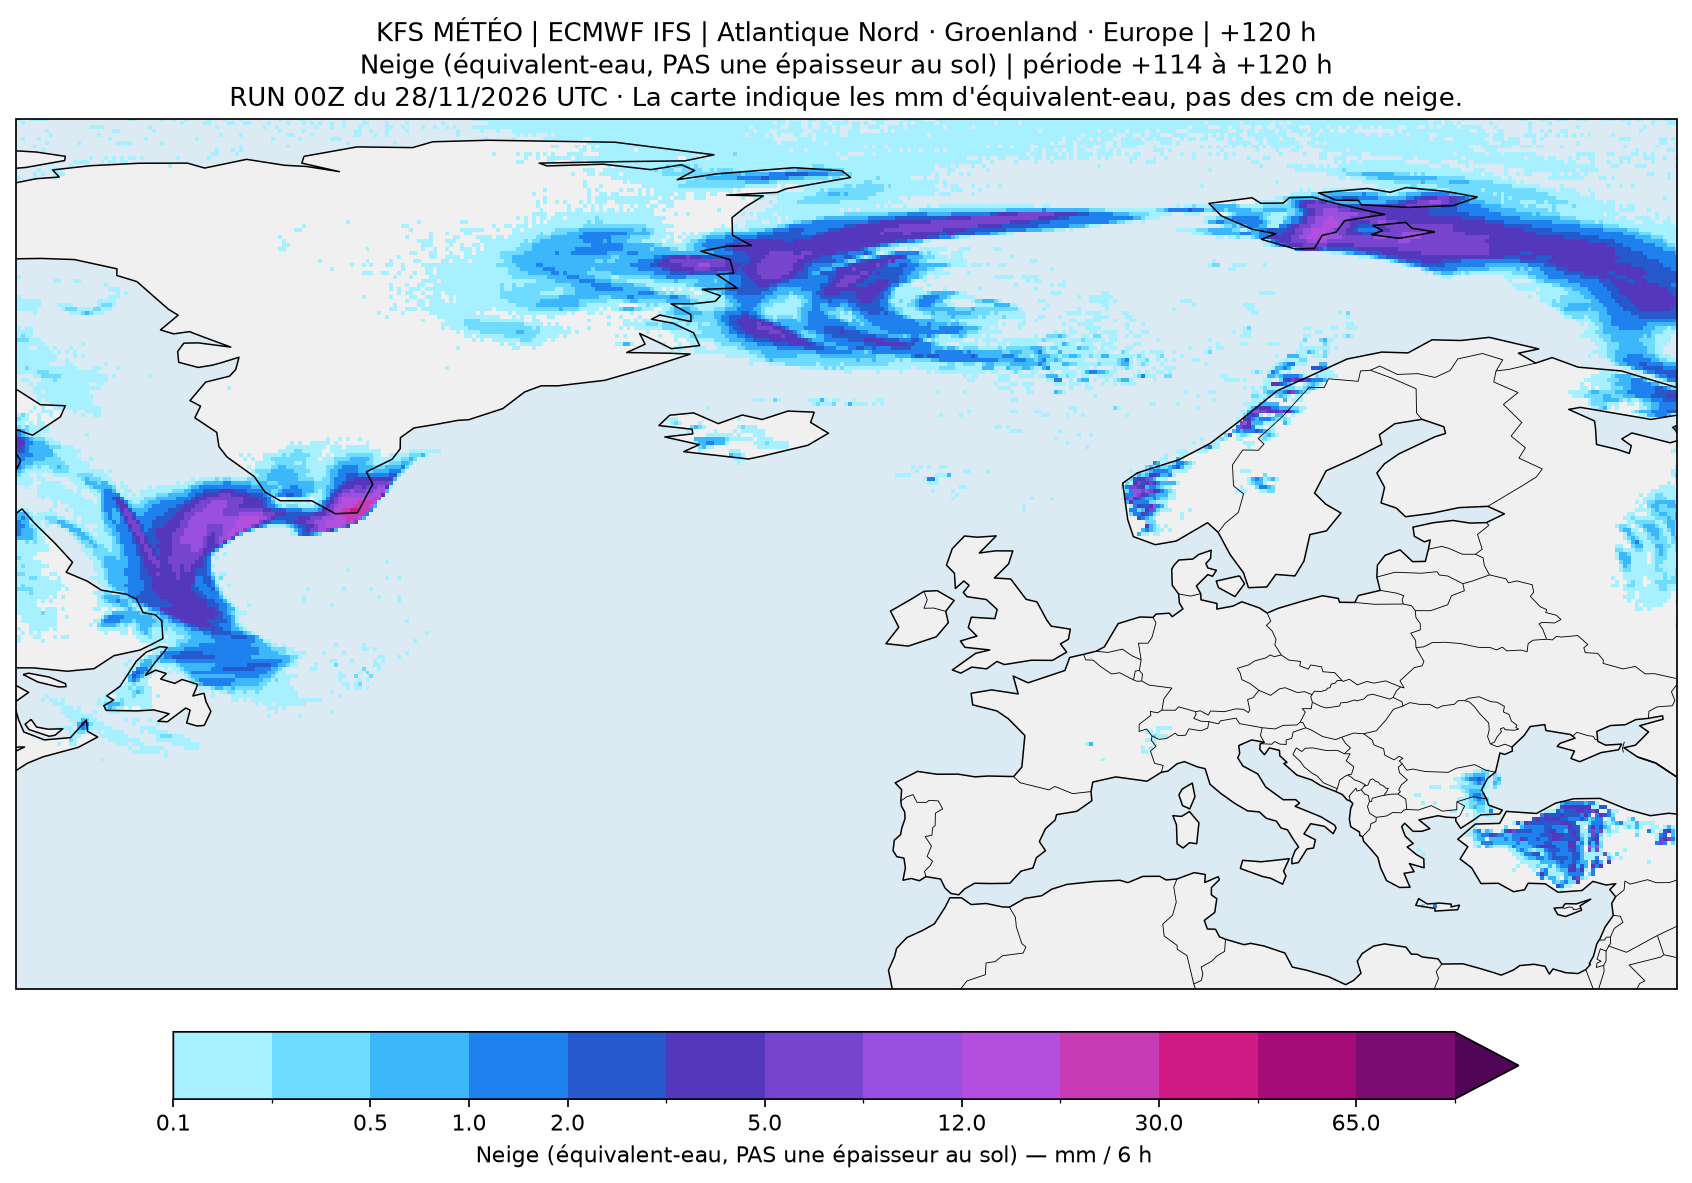 KFS MÉTÉO | ECMWF IFS | Atlantique Nord · Groenland · Europe | +120 h
Neige (équivalent-eau, PAS une épaisseur au sol) | période +114 à +120 h
RUN 00Z du 28/11/2026 UTC · La carte indique les mm d'équivalent-eau, pas des cm de neige.
0.1 0.5 1.0 2.0 5.0 12.0 30.0 65.0
Neige (équivalent-eau, PAS une épaisseur au sol) — mm / 6 h